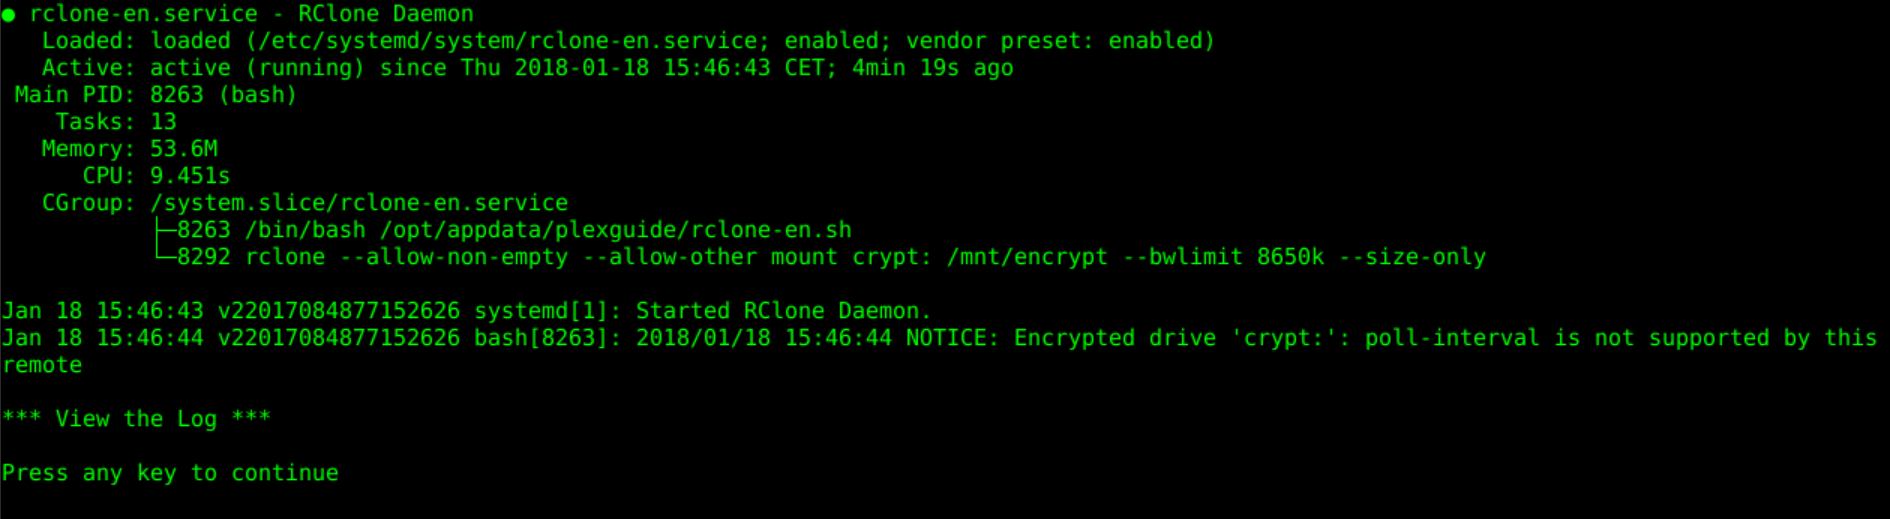 ● rclone-en.service - RClone Daemon
   Loaded: loaded (/etc/systemd/system/rclone-en.service; enabled; vendor preset: enabled)
   Active: active (running) since Thu 2018-01-18 15:46:43 CET; 4min 19s ago
 Main PID: 8263 (bash)
    Tasks: 13
   Memory: 53.6M
      CPU: 9.451s
   CGroup: /system.slice/rclone-en.service
           ├─8263 /bin/bash /opt/appdata/plexguide/rclone-en.sh
           └─8292 rclone --allow-non-empty --allow-other mount crypt: /mnt/encrypt --bwlimit 8650k --size-only

Jan 18 15:46:43 v22017084877152626 systemd[1]: Started RClone Daemon.
Jan 18 15:46:44 v22017084877152626 bash[8263]: 2018/01/18 15:46:44 NOTICE: Encrypted drive 'crypt:': poll-interval is not supported by this
remote

*** View the Log ***

Press any key to continue